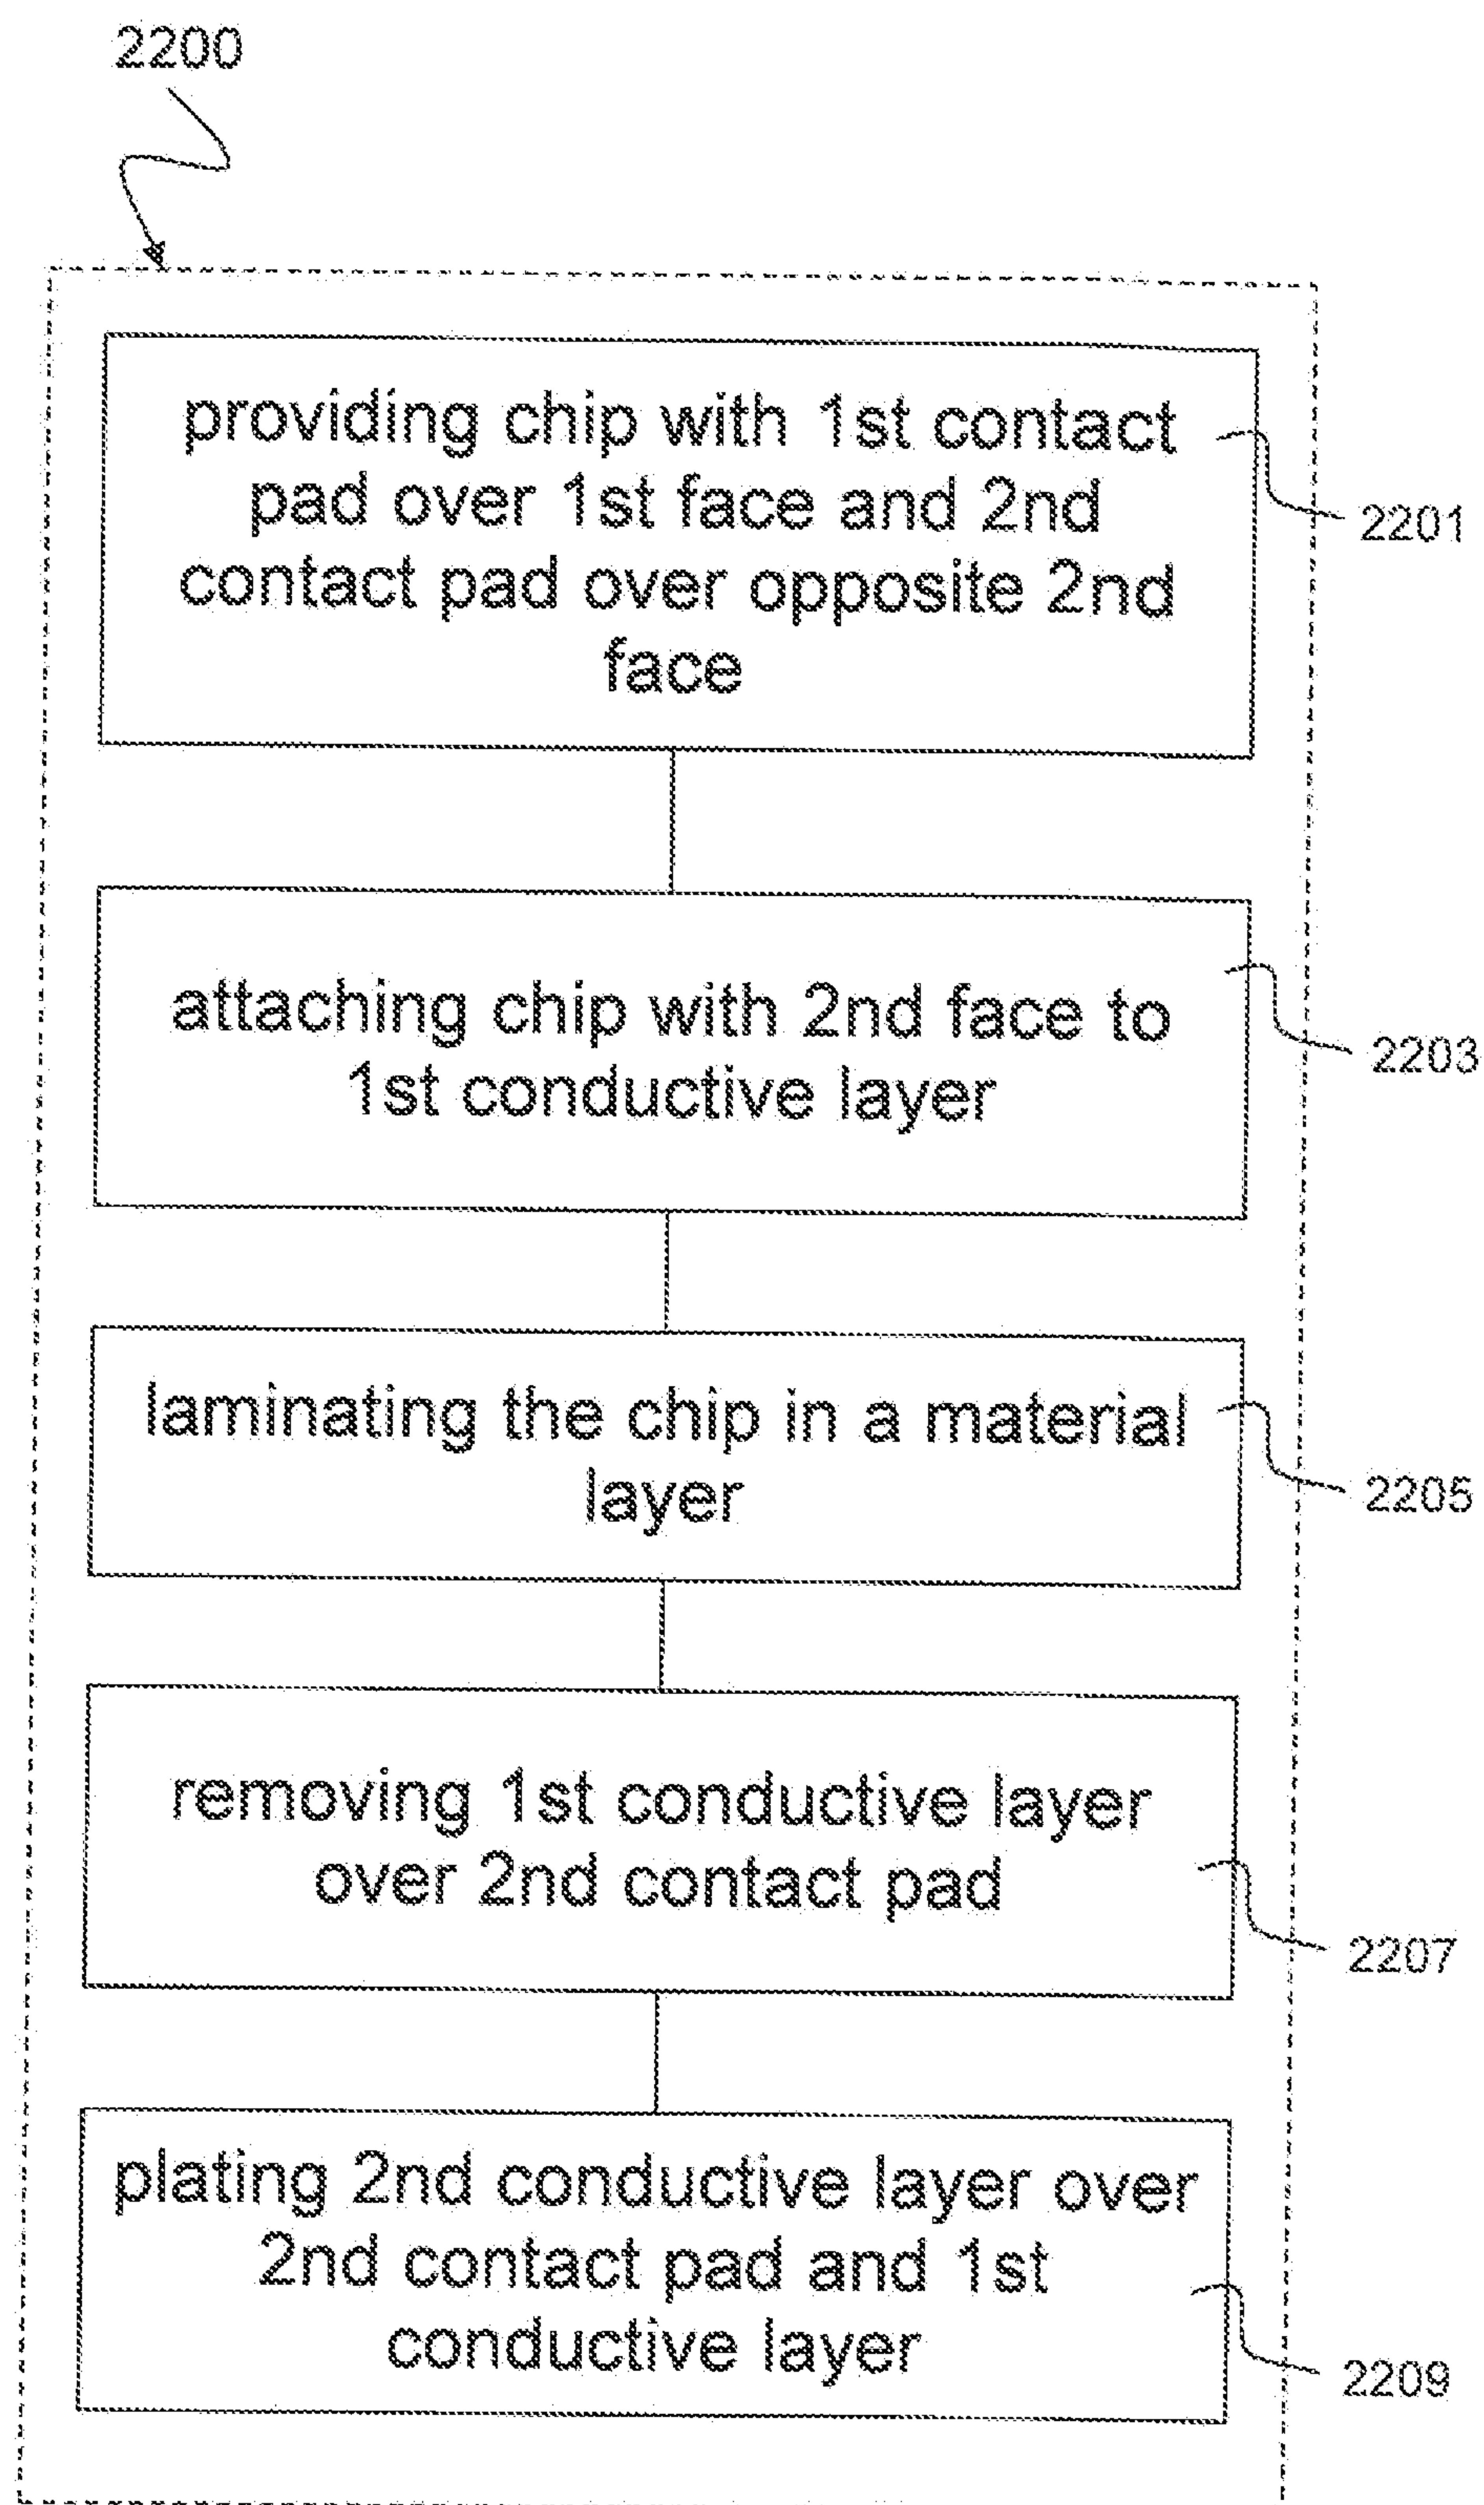 2200
providing chip with 1st contact
pad over 1st face and 2nd
contact pad over opposite 2nd
face
2201
attaching chip with 2nd face to
1st conductive layer
2203
laminating the chip in a material
layer
2205
removing 1st conductive layer
over 2nd contact pad
2207
plating 2nd conductive layer over
2nd contact pad and 1st
conductive layer
2209